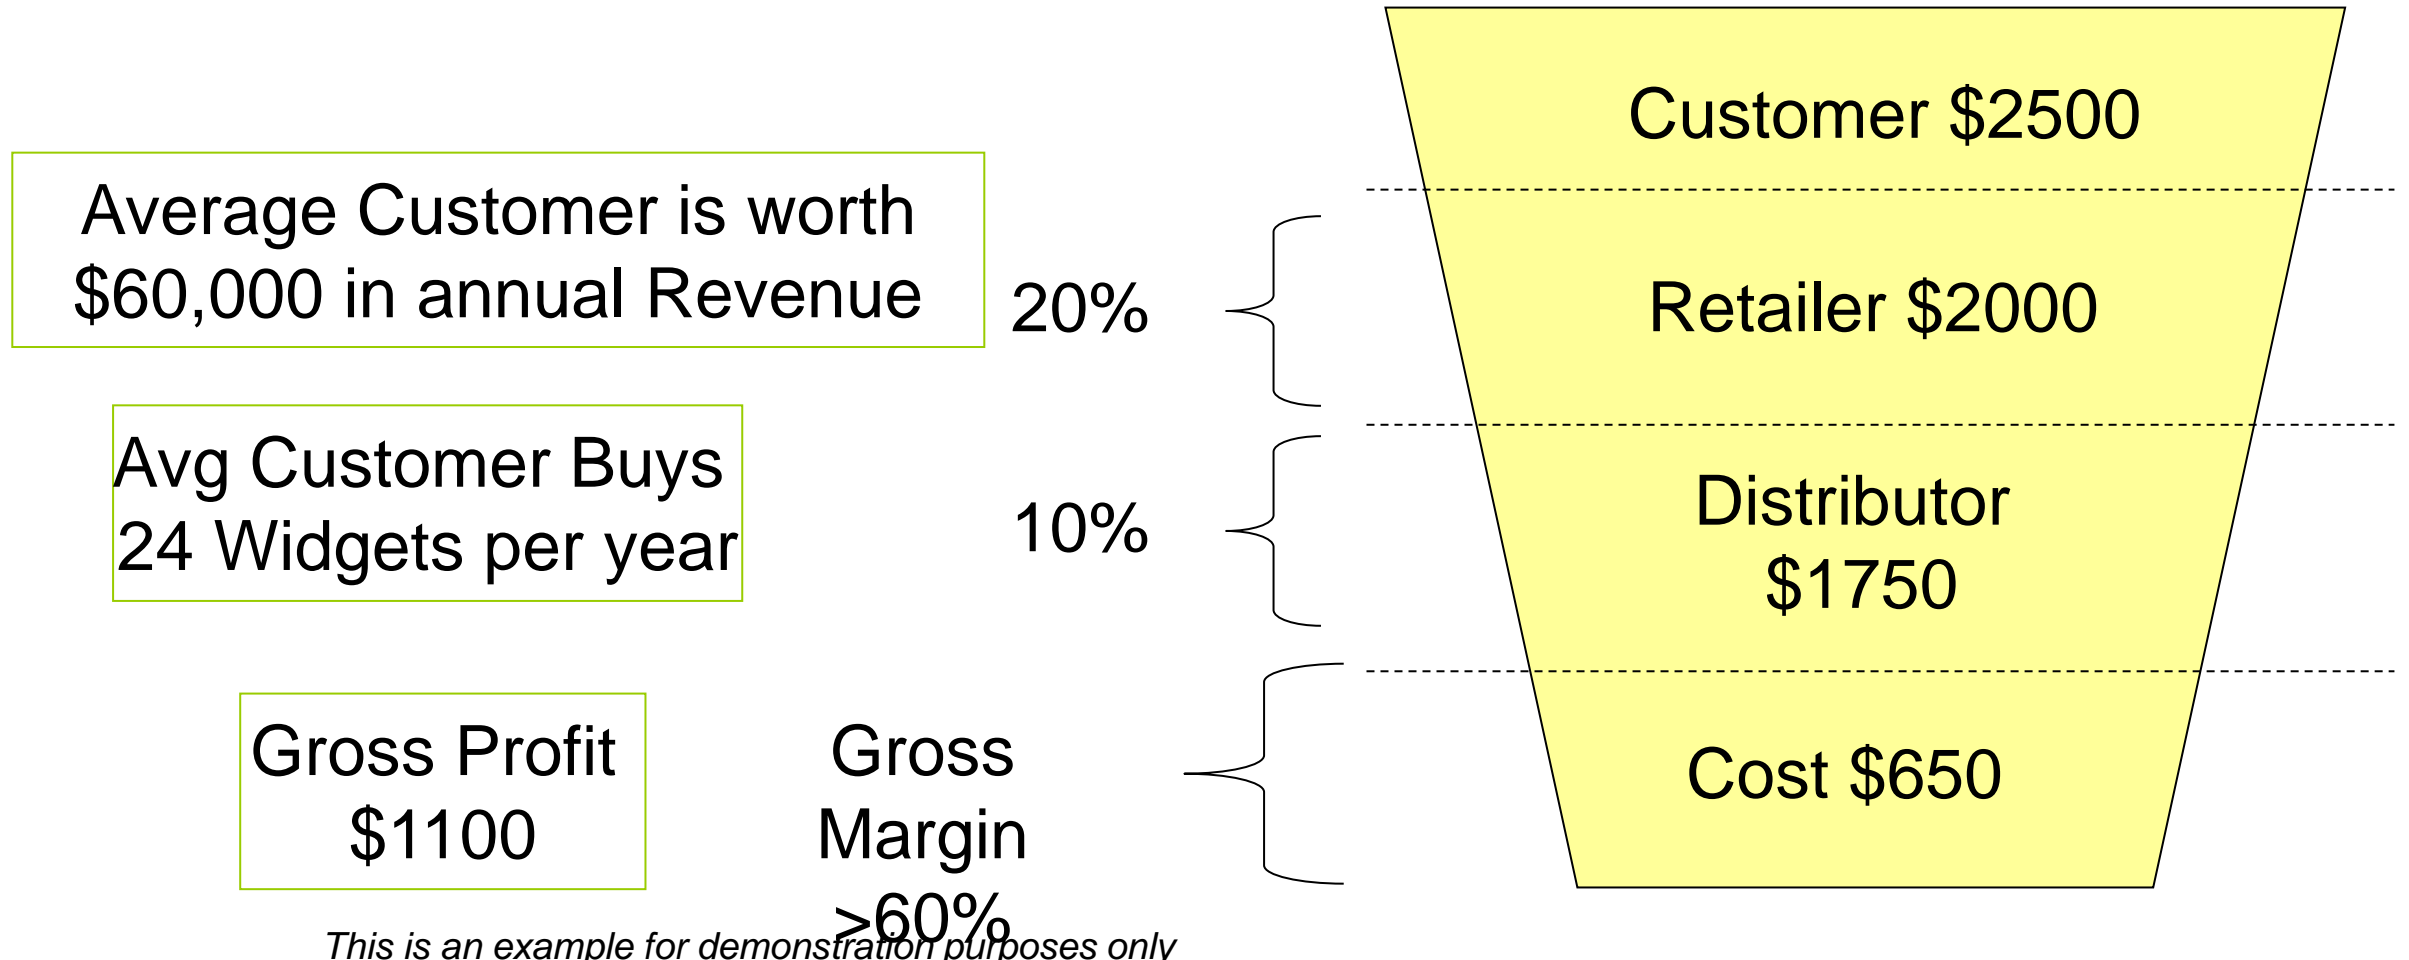 Customer $2500
Average Customer is worth
$60,000 in annual Revenue
20%
Retailer $2000
Avg Customer Buys
24 Widgets per year
10%
Distributor
$1750
Gross Profit
$1100
Gross
Margin
>60%
Cost $650
This is an example for demonstration purposes only